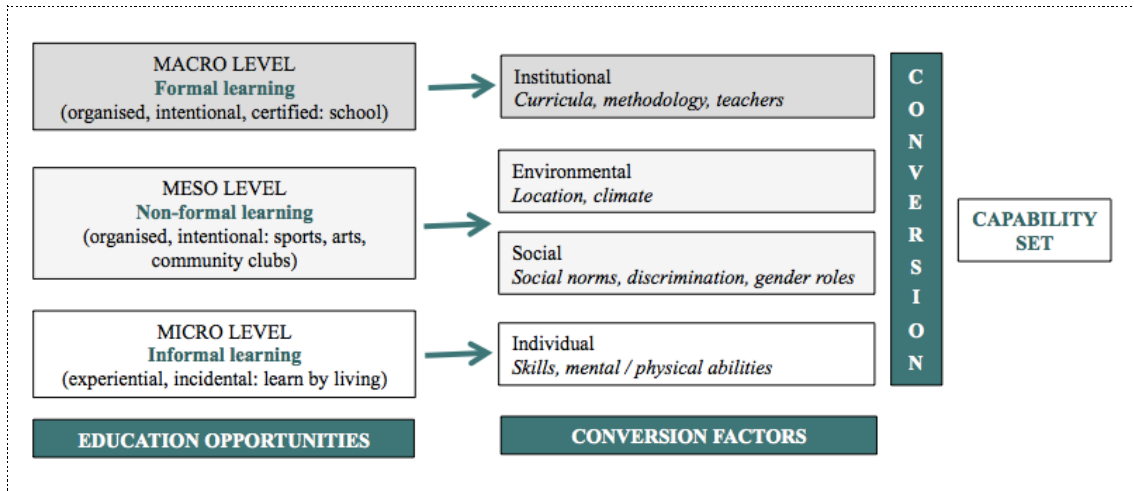 MACRO LEVEL
Formal learning
(organised, intentional, certified: school)
Institutional
Curricula, methodology, teachers
MESO LEVEL
Non-formal learning
(organised, intentional: sports, arts,
community clubs)
Environmental
Location, climate
Social
Social norms, discrimination, gender roles
MICRO LEVEL
Informal learning
(experiential, incidental: learn by living)
Individual
Skills, mental / physical abilities
CONVERSION
CAPABILITY
SET
EDUCATION OPPORTUNITIES
CONVERSION FACTORS